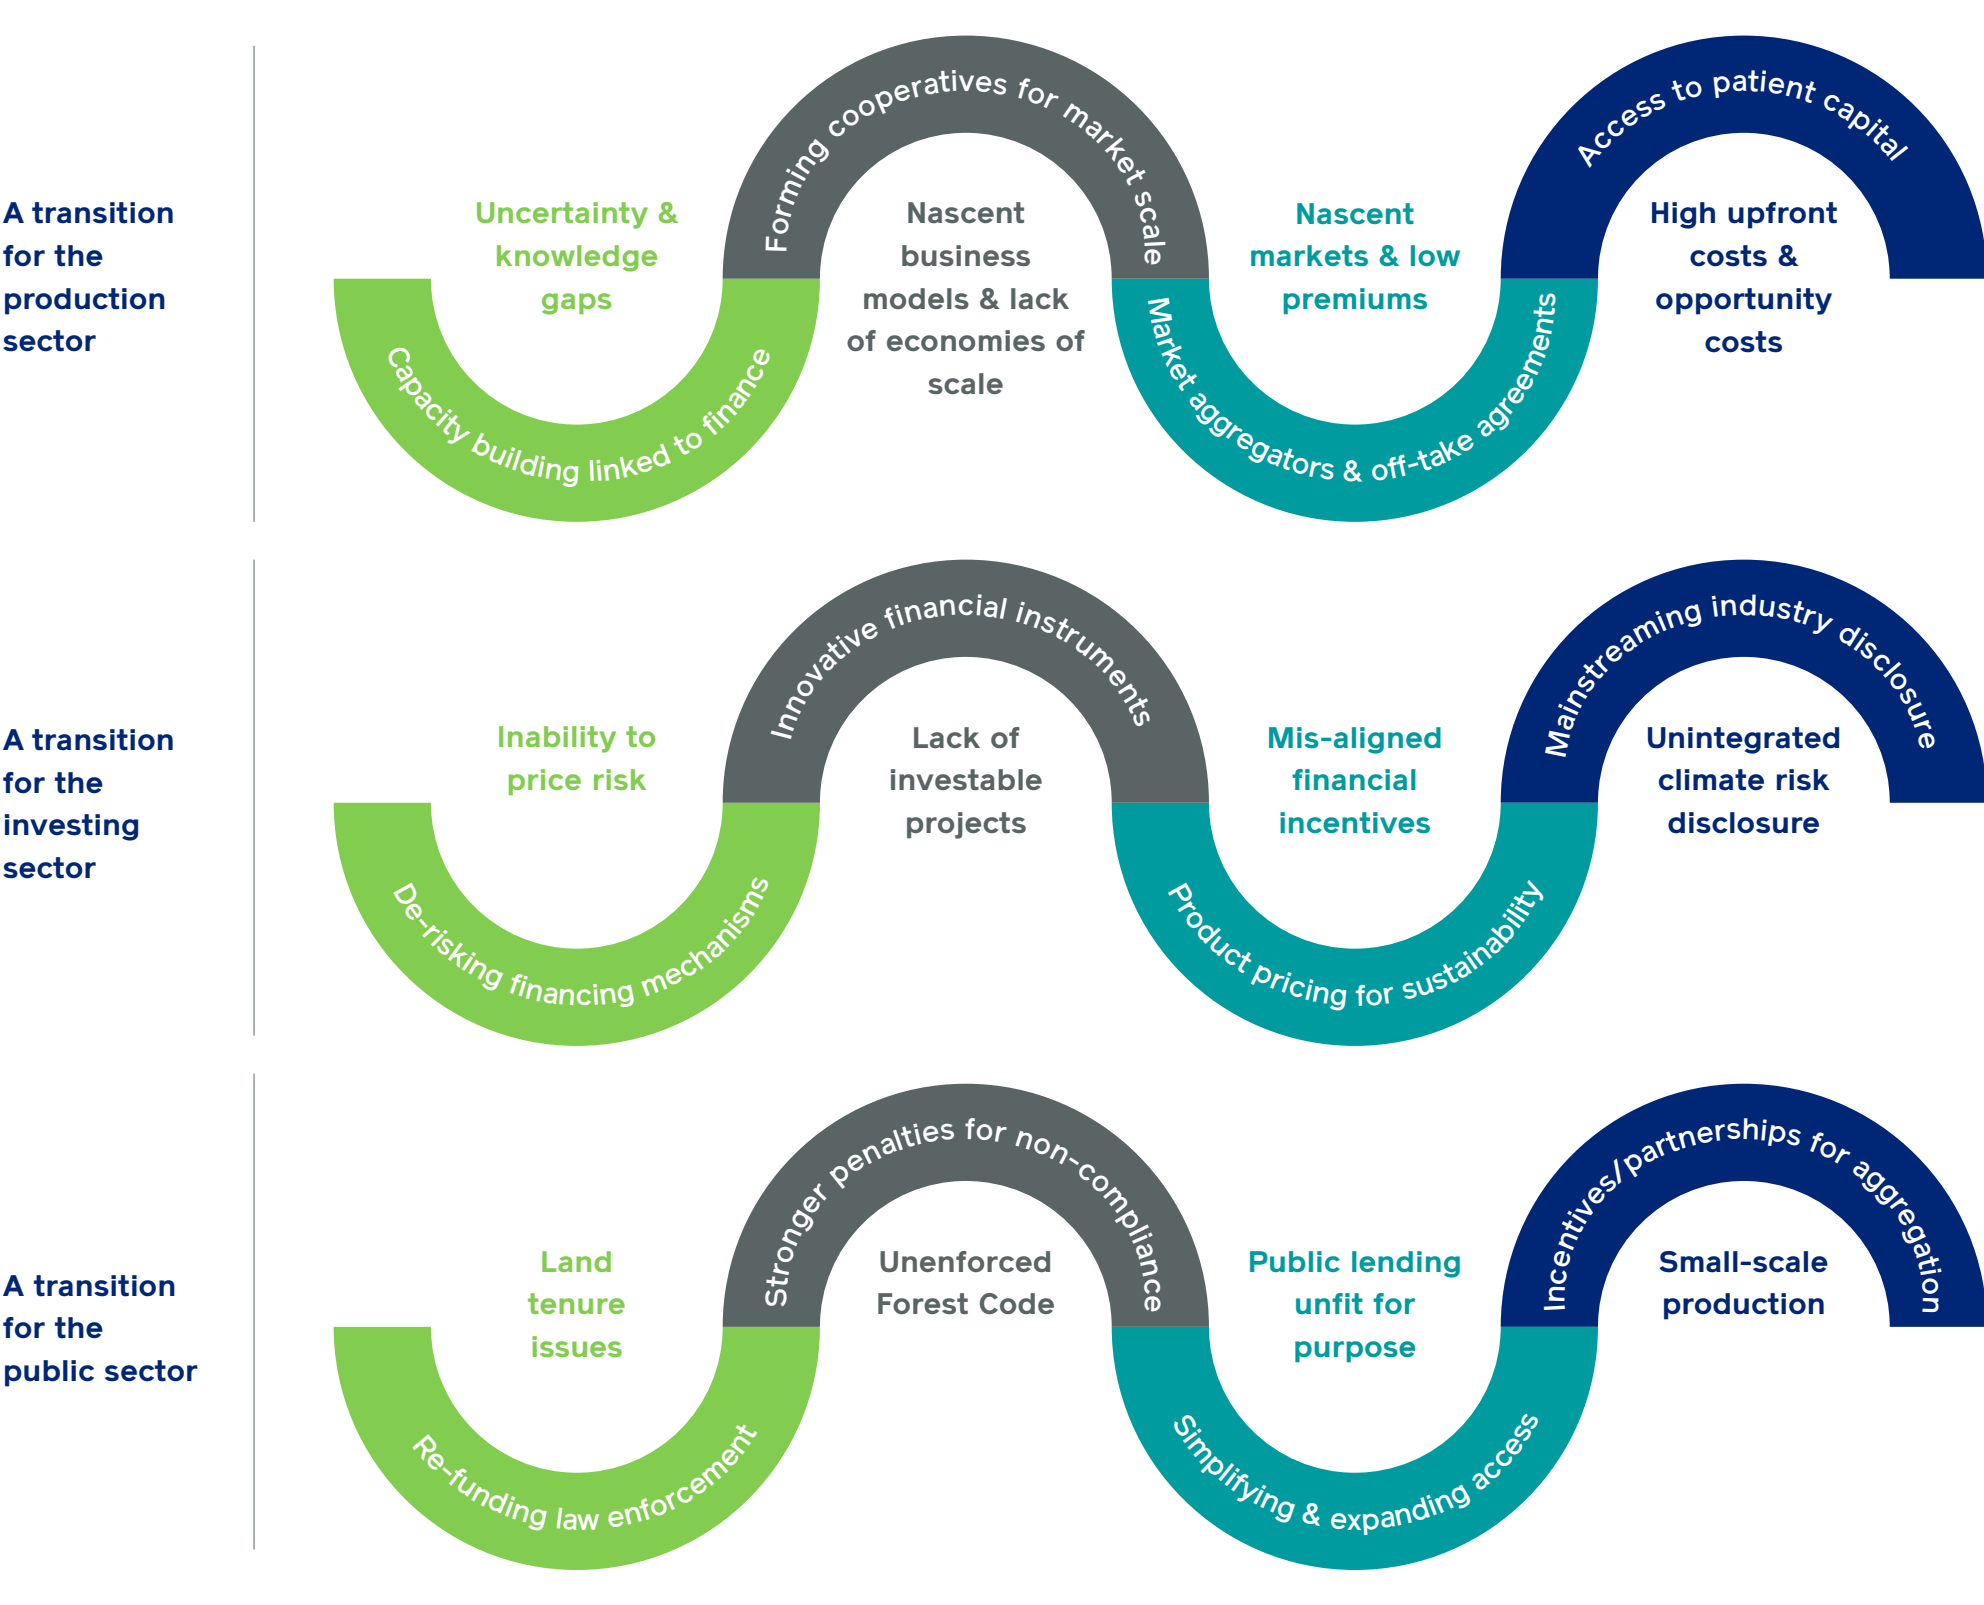 A transition
for the
production
sector
Uncertainty &
knowledge
gaps
Capacity building linked to finance
Forming cooperatives for market scale
Nascent
business
models & lack
of economies of
scale
Nascent
markets & low
premiums
Market aggregators & off-take agreements
Access to patient capital
High upfront
costs &
opportunity
costs
A transition
for the
investing
sector
Inability to
price risk
De-risking financing mechanisms
Innovative financial instruments
Lack of
investable
projects
Mis-aligned
financial
incentives
Product pricing for sustainability
Mainstreaming industry disclosure
Unintegrated
climate risk
disclosure
A transition
for the
public sector
Land
tenure
issues
Re-funding law enforcement
Stronger penalties for non-compliance
Unenforced
Forest Code
Public lending
unfit for
purpose
Simplifying & expanding access
Incentives/partnerships for aggregation
Small-scale
production